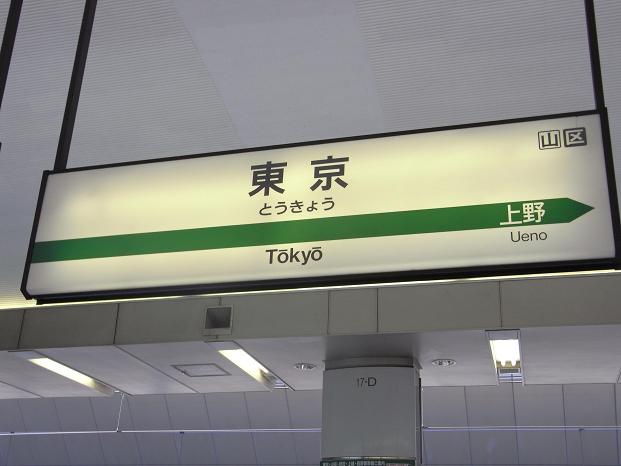 山 区
東京
とうきょう
上野
Ueno
Tōkyō
17-D